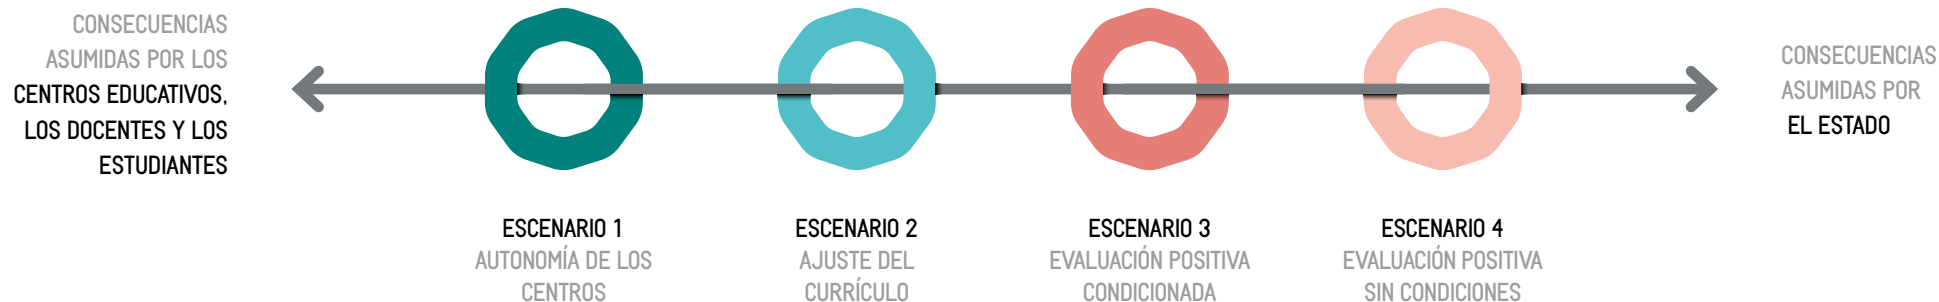 CONSECUENCIAS
ASUMIDAS POR LOS
CENTROS EDUCATIVOS,
LOS DOCENTES Y LOS
ESTUDIANTES
ESCENARIO 1
AUTONOMÍA DE LOS
CENTROS
ESCENARIO 2
AJUSTE DEL
CURRÍCULO
ESCENARIO 3
EVALUACIÓN POSITIVA
CONDICIONADA
ESCENARIO 4
EVALUACIÓN POSITIVA
SIN CONDICIONES
CONSECUENCIAS
ASUMIDAS POR
EL ESTADO